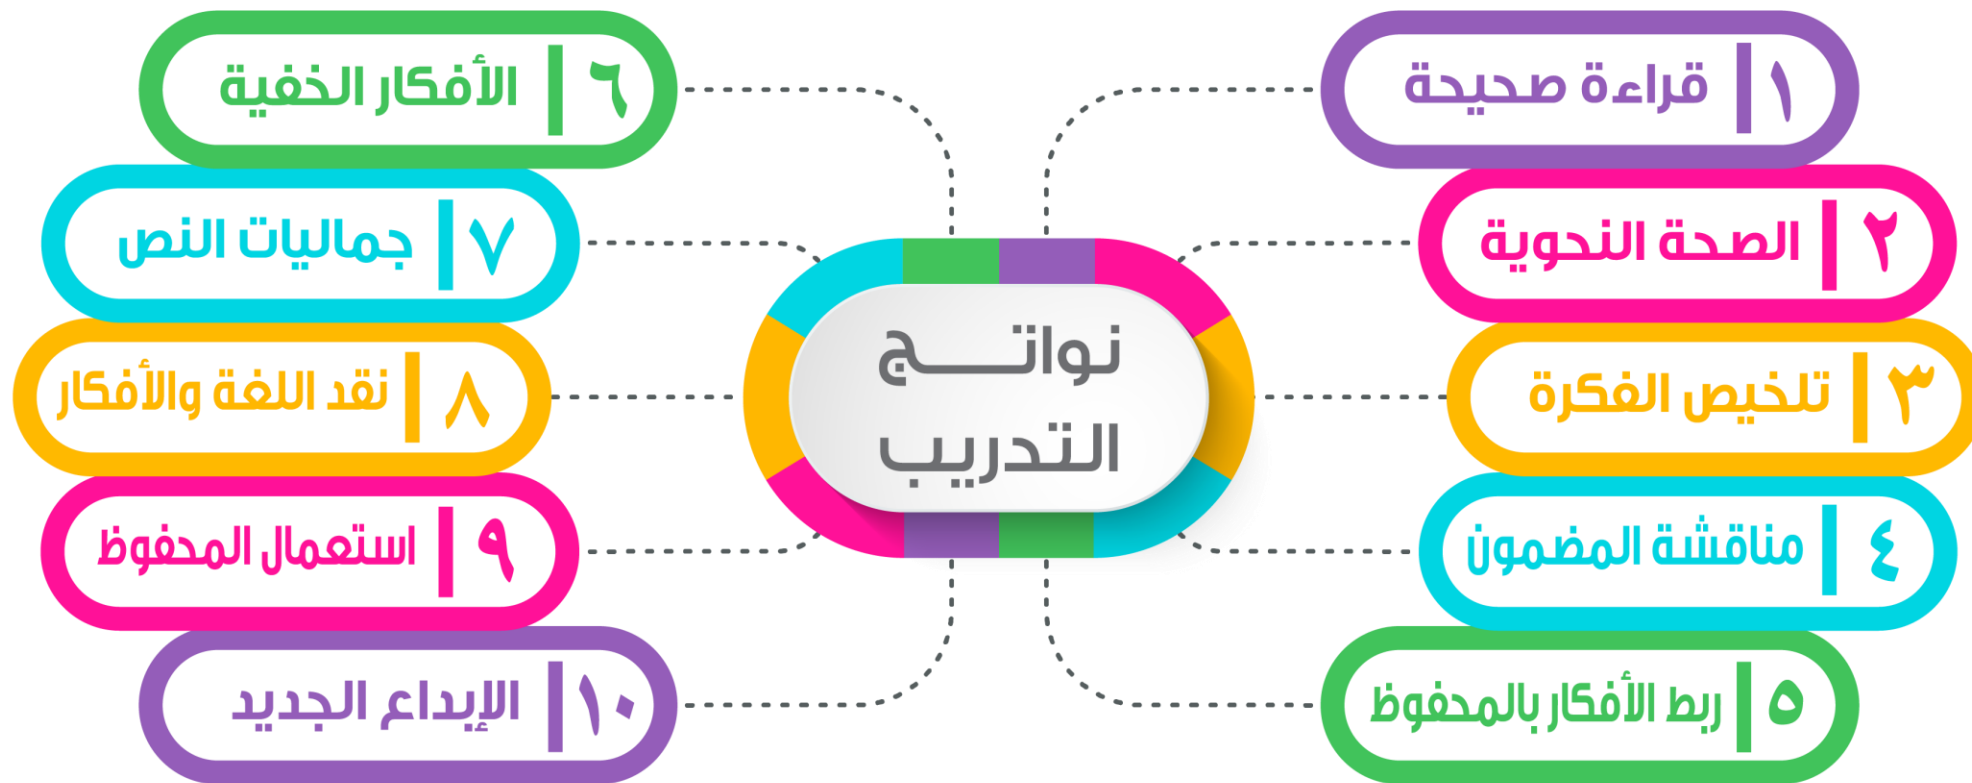 نواتج
التدريب
١ قراءة صحيحة
٢ الصحة النحوية
٣ تلخيص الفكرة
٤ مناقشة المضمون
٥ ربط الأفكار بالمحفوظ
٦ الأفكار الخفية
٧ جماليات النص
٨ نقد اللغة والأفكار
٩ استعمال المحفوظ
١٠ الإبداع الجديد